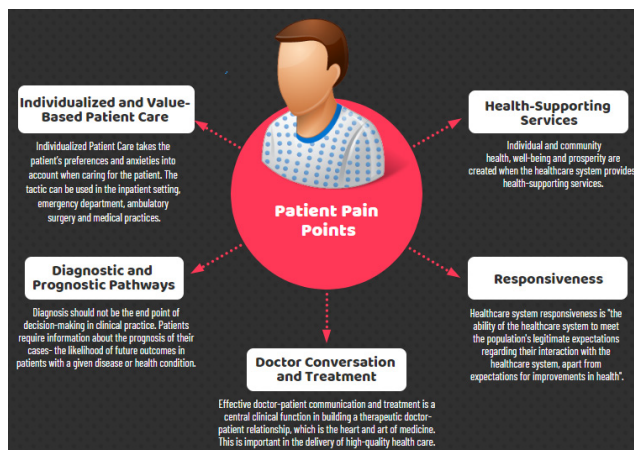 Individualized and Value-
Based Patient Care
Individualized Patient Care takes the
patient's preferences and anxieties into
account when caring for the patient. The
tactic can be used in the inpatient setting,
emergency department, ambulatory
surgery and medical practices.
Health-Supporting
Services
Individual and community
health, well-being and prosperity are
created when the healthcare system provides
health-supporting services.
Patient Pain
Points
Diagnostic and
Prognostic Pathways
Diagnosis should not be the end point of
decision-making in clinical practice. Patients
require information about the prognosis of their
cases- the likelihood of future outcomes in
patients with a given disease or health condition.
Responsiveness
Healthcare system responsiveness is "the
ability of the healthcare system to meet
the population's legitimate expectations
regarding their interaction with the
healthcare system, apart from
expectations for improvements in health".
Doctor Conversation
and Treatment
Effective doctor-patient communication and treatment is a
central clinical function in building a therapeutic doctor-
patient relationship, which is the heart and art of medicine.
This is important in the delivery of high-quality health care.